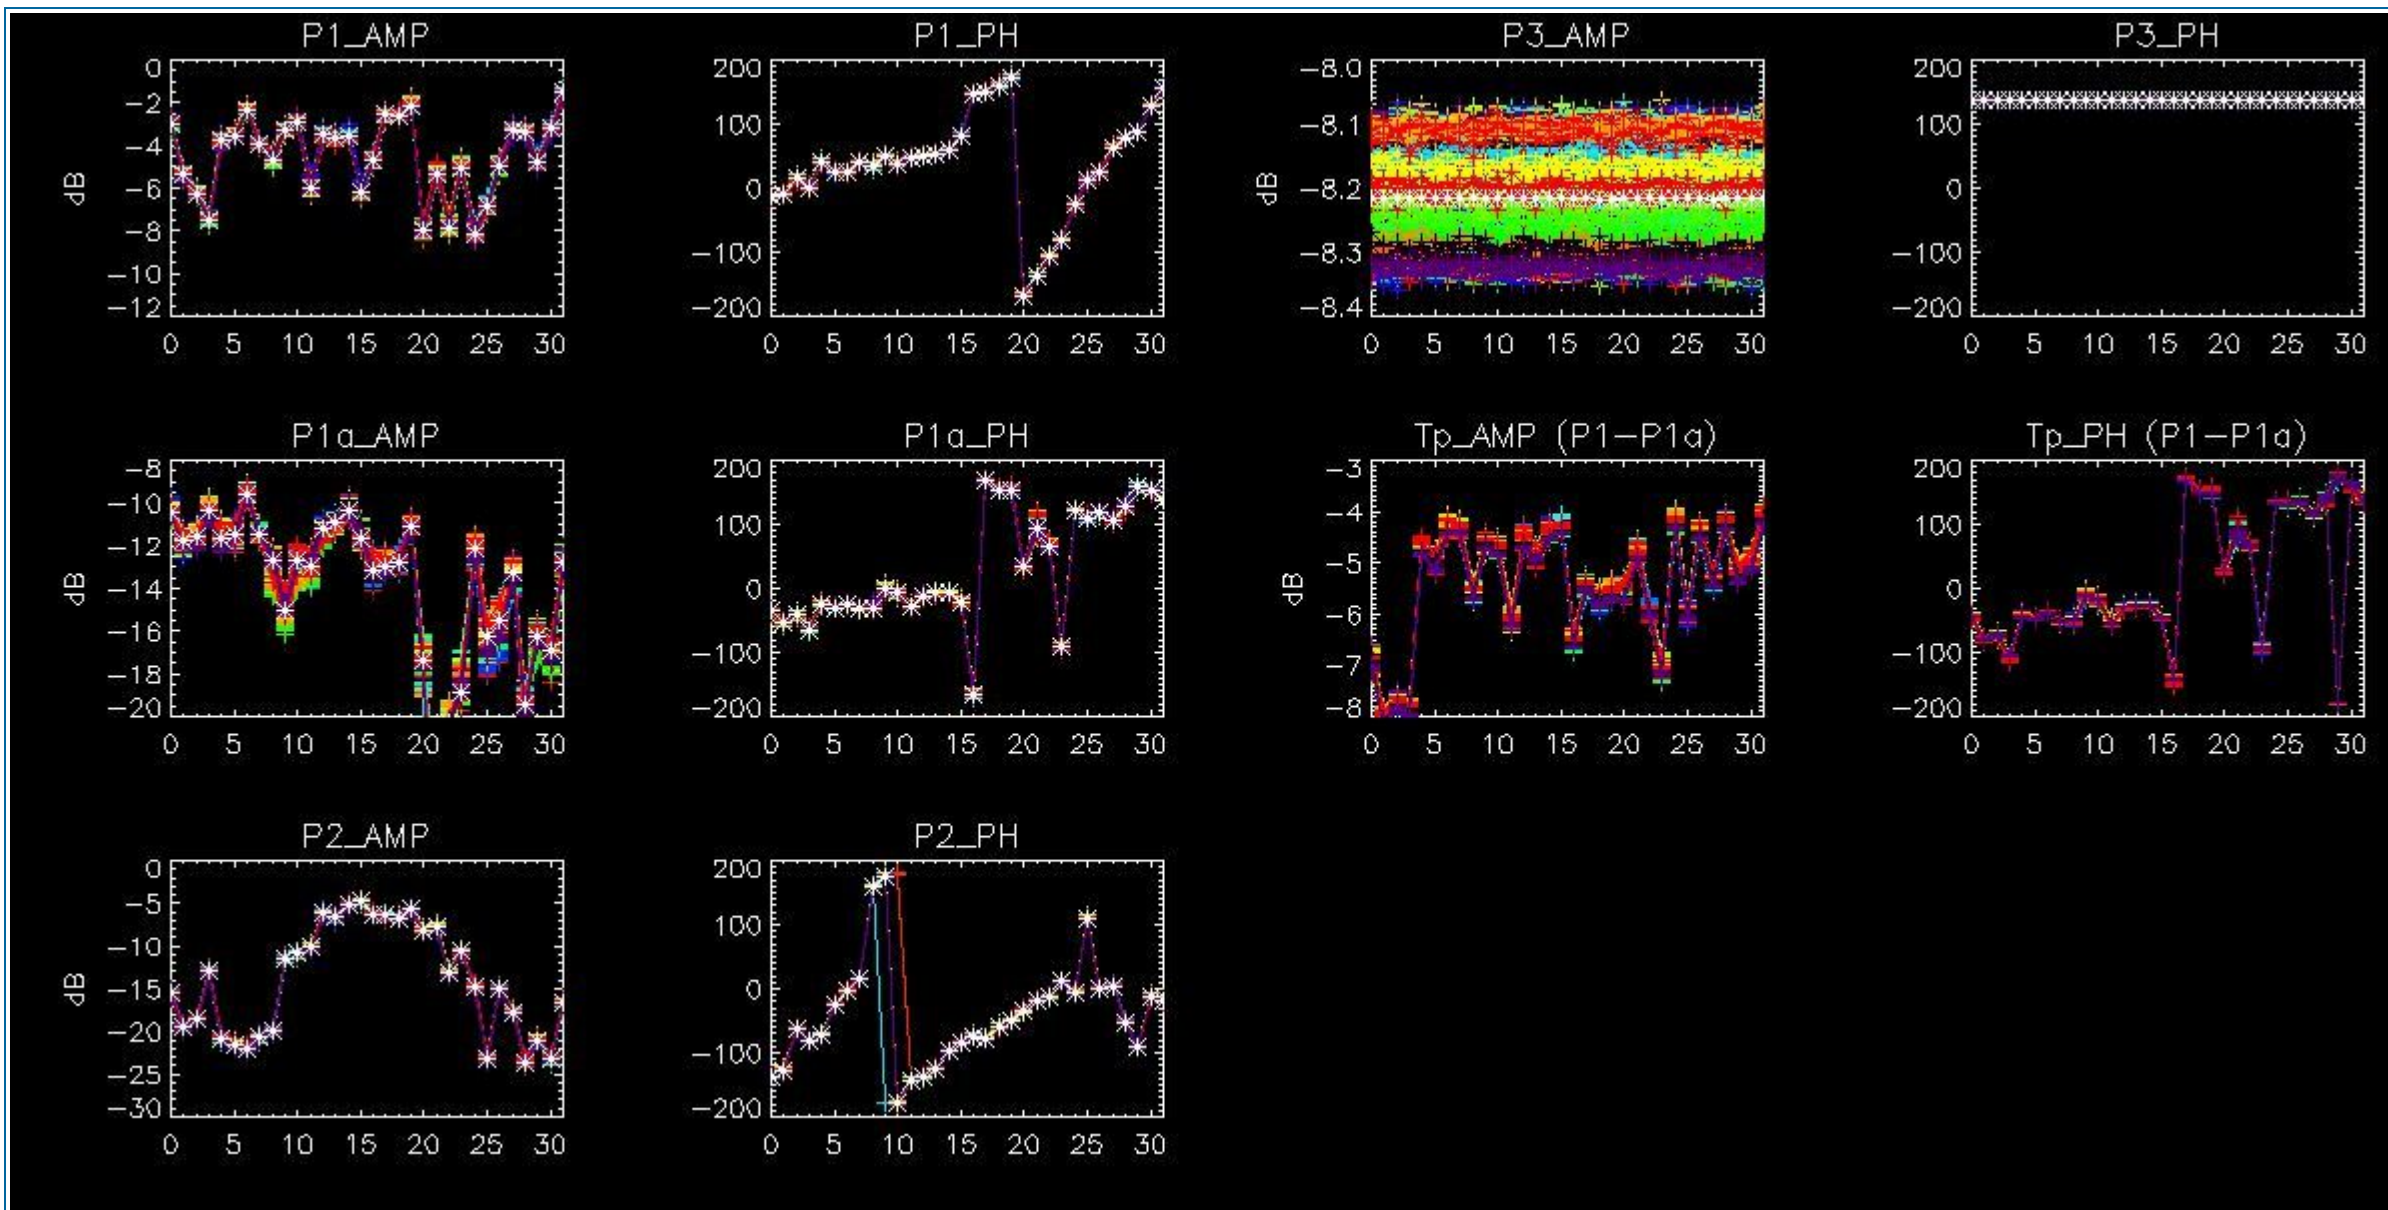 P1_AMP
0
−2
−4
−6
−8
−10
−12
dB
0 5 10 15 20 25 30
P1_PH
200
100
0
−100
−200
0 5 10 15 20 25 30
P3_AMP
−8.0
−8.1
−8.2
−8.3
−8.4
dB
0 5 10 15 20 25 30
P3_PH
200
100
0
−100
−200
0 5 10 15 20 25 30
P1a_AMP
−8
−10
−12
−14
−16
−18
−20
dB
0 5 10 15 20 25 30
P1a_PH
200
100
0
−100
−200
0 5 10 15 20 25 30
Tp_AMP (P1−P1a)
−3
−4
−5
−6
−7
−8
dB
0 5 10 15 20 25 30
Tp_PH (P1−P1a)
200
100
0
−100
−200
0 5 10 15 20 25 30
P2_AMP
0
−5
−10
−15
−20
−25
−30
dB
0 5 10 15 20 25 30
P2_PH
200
100
0
−100
−200
0 5 10 15 20 25 30